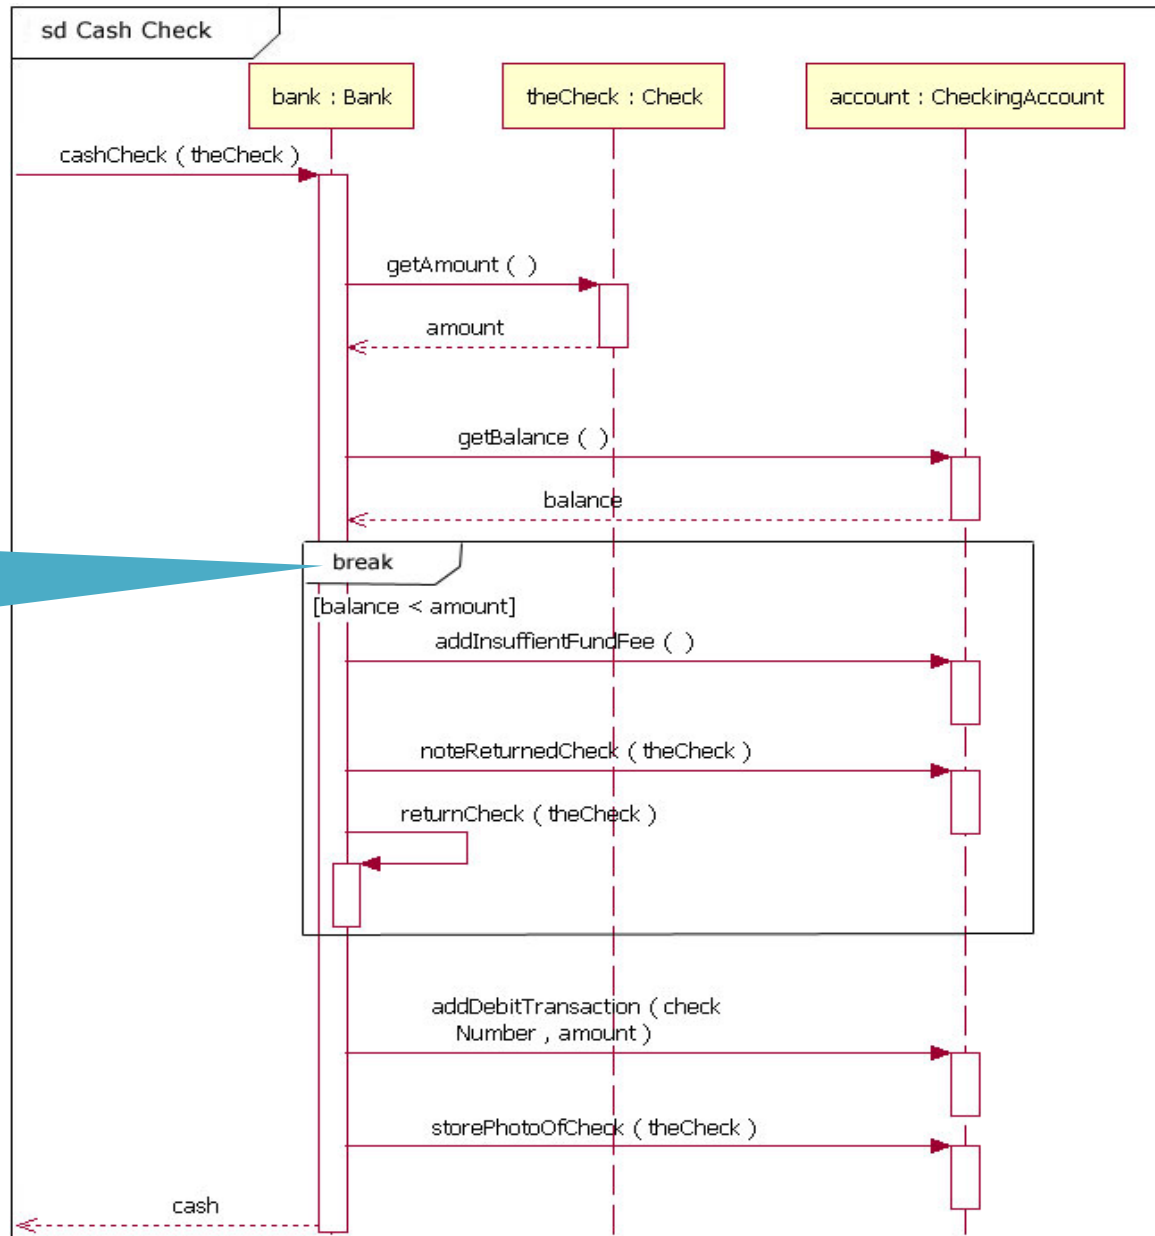 sd Cash Check
bank : Bank
theCheck : Check
account : CheckingAccount
cashCheck ( theCheck )
getAmount ( )
amount
getBalance ( )
balance
break
[balance < amount]
addInsuffientFundFee ( )
noteReturnedCheck ( theCheck )
returnCheck ( theCheck )
addDebitTransaction ( check
Number , amount )
storePhotoOfCheck ( theCheck )
cash